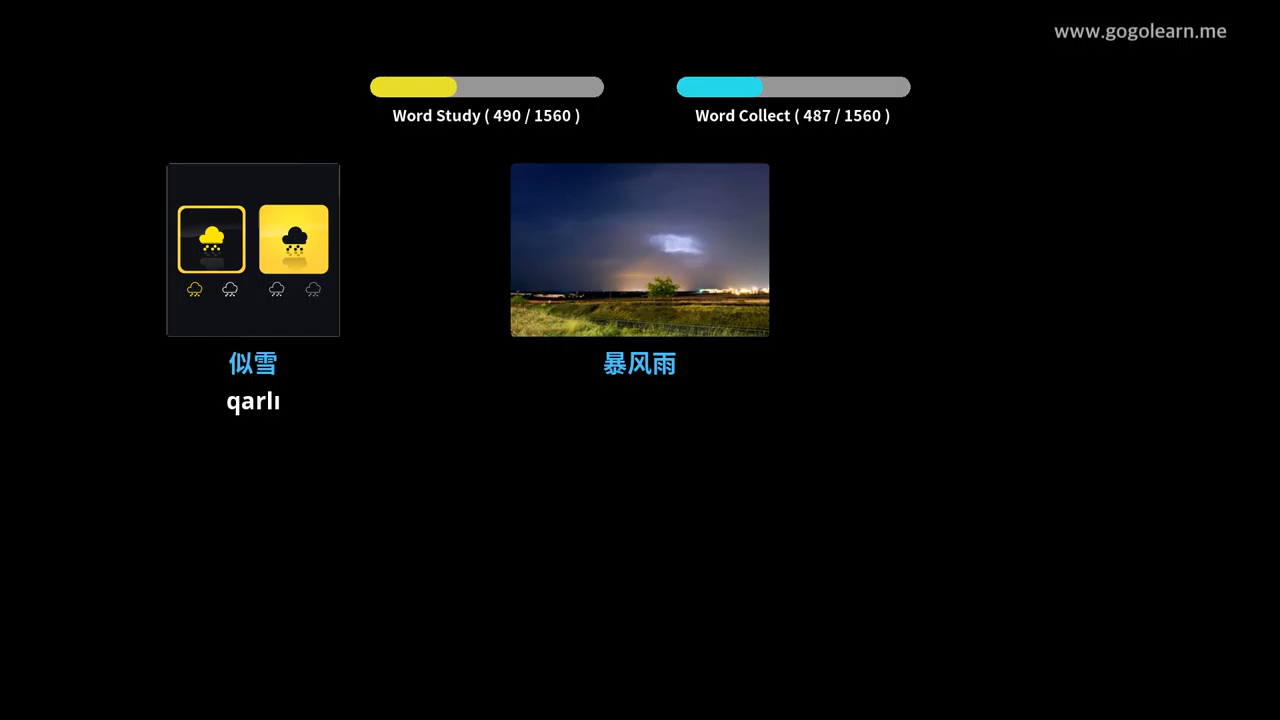 www.gogolearn.me
Word Study ( 490 / 1560 )
Word Collect ( 487 / 1560 )
似雪
qarlı
暴风雨